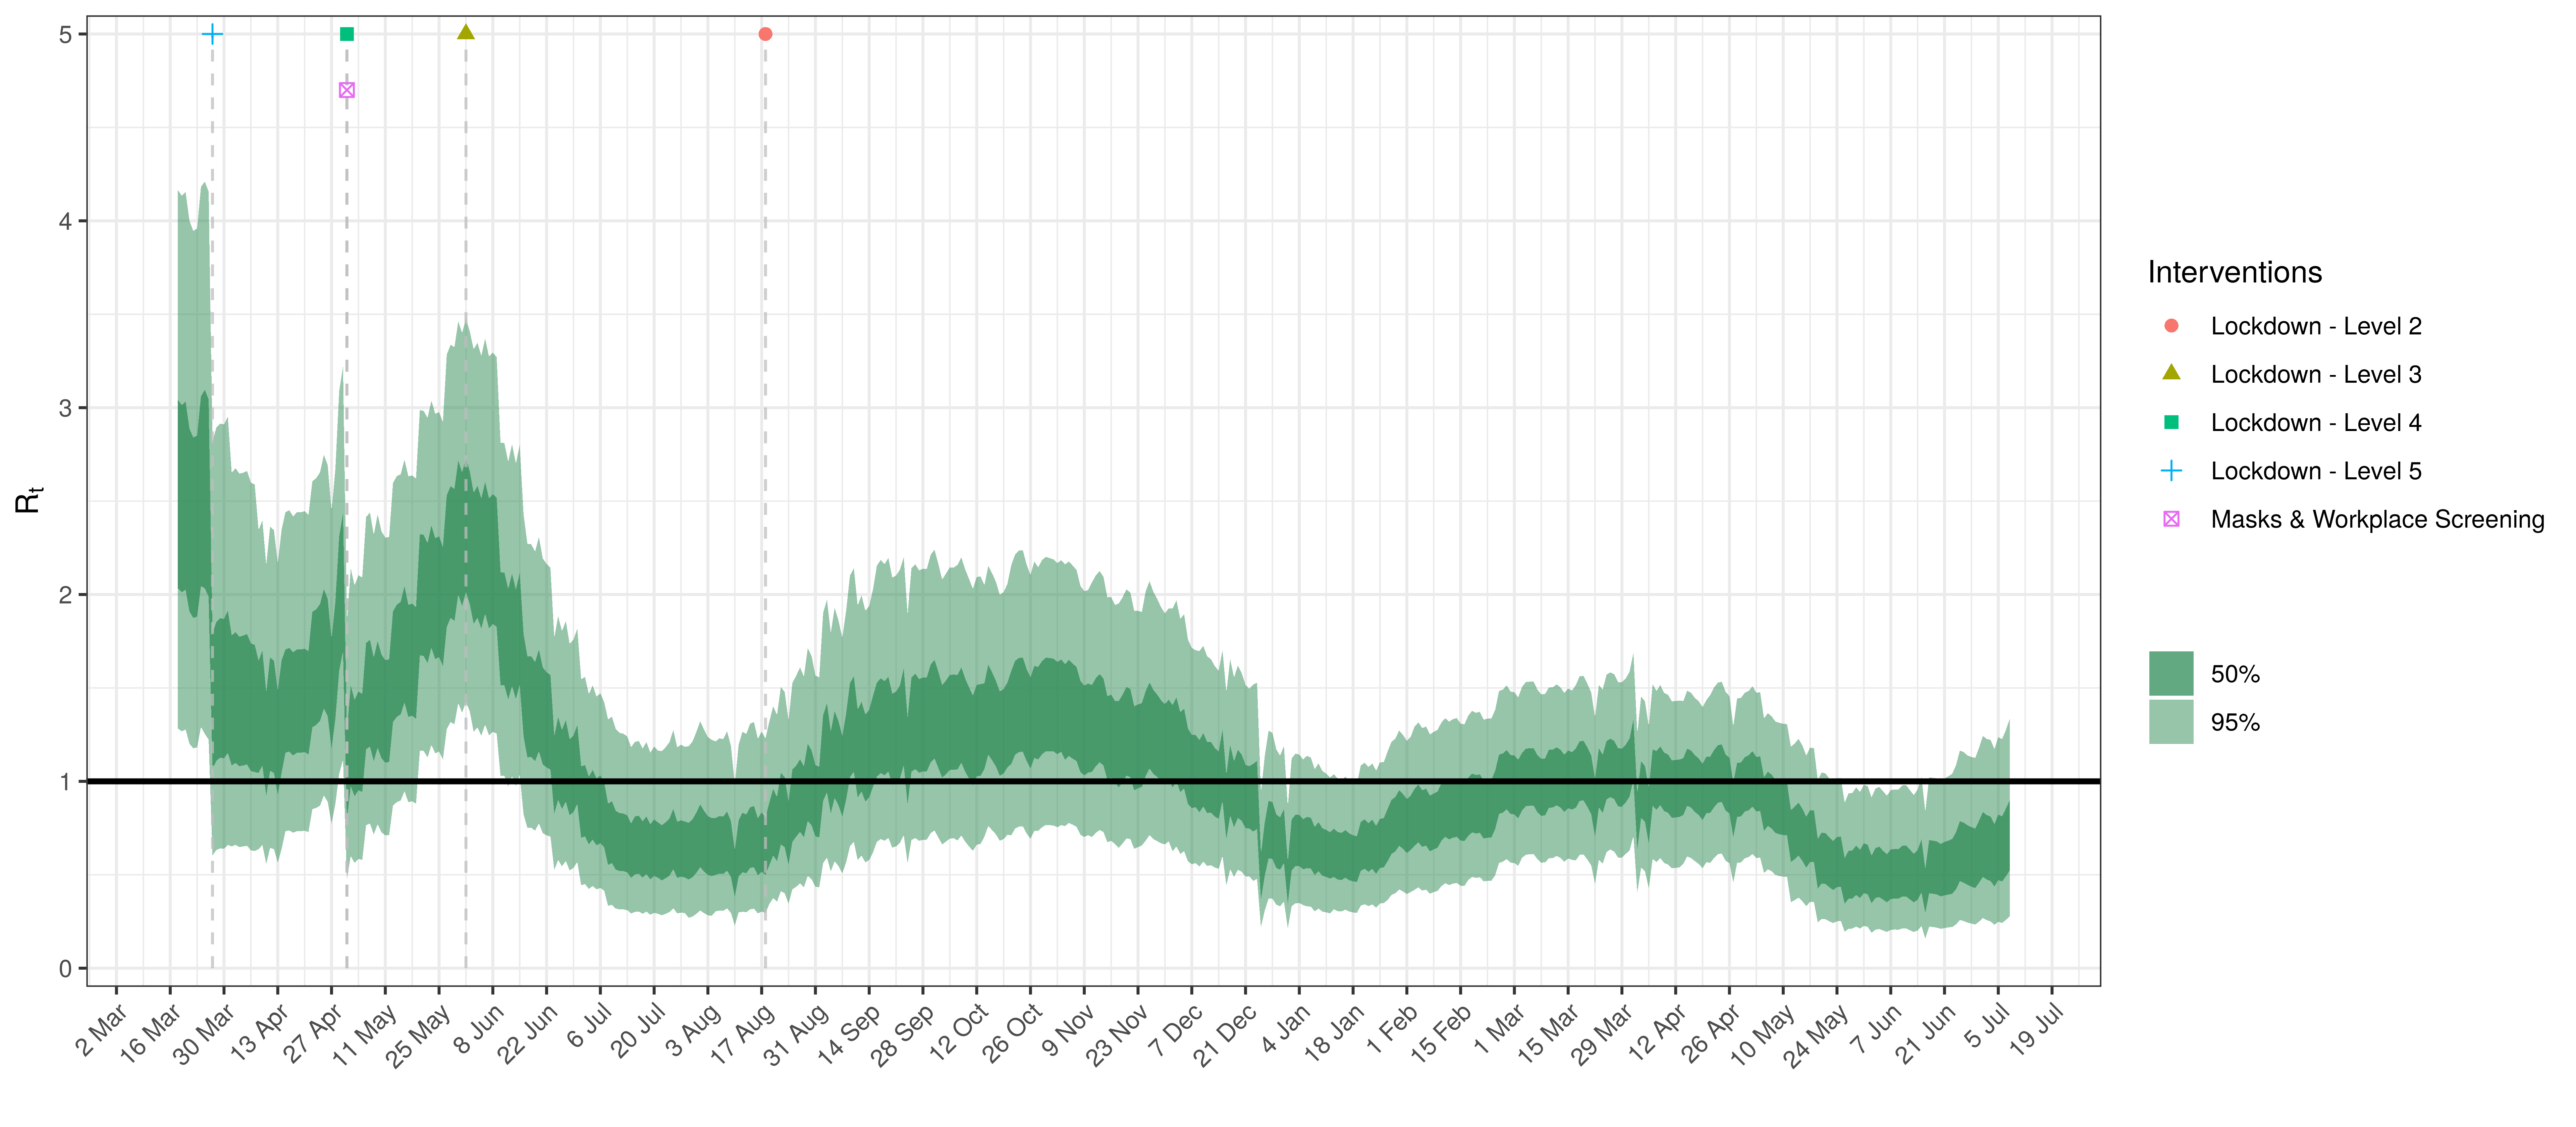 5
4
3
2
1
0
Rt
2 Mar
16 Mar
30 Mar
13 Apr
27 Apr
11 May
25 May
8 Jun
22 Jun
6 Jul
20 Jul
3 Aug
17 Aug
31 Aug
14 Sep
28 Sep
12 Oct
26 Oct
9 Nov
23 Nov
7 Dec
21 Dec
4 Jan
18 Jan
1 Feb
15 Feb
1 Mar
15 Mar
29 Mar
12 Apr
26 Apr
10 May
24 May
7 Jun
21 Jun
5 Jul
19 Jul
Interventions
Lockdown - Level 2
Lockdown - Level 3
Lockdown - Level 4
Lockdown - Level 5
Masks & Workplace Screening
50%
95%